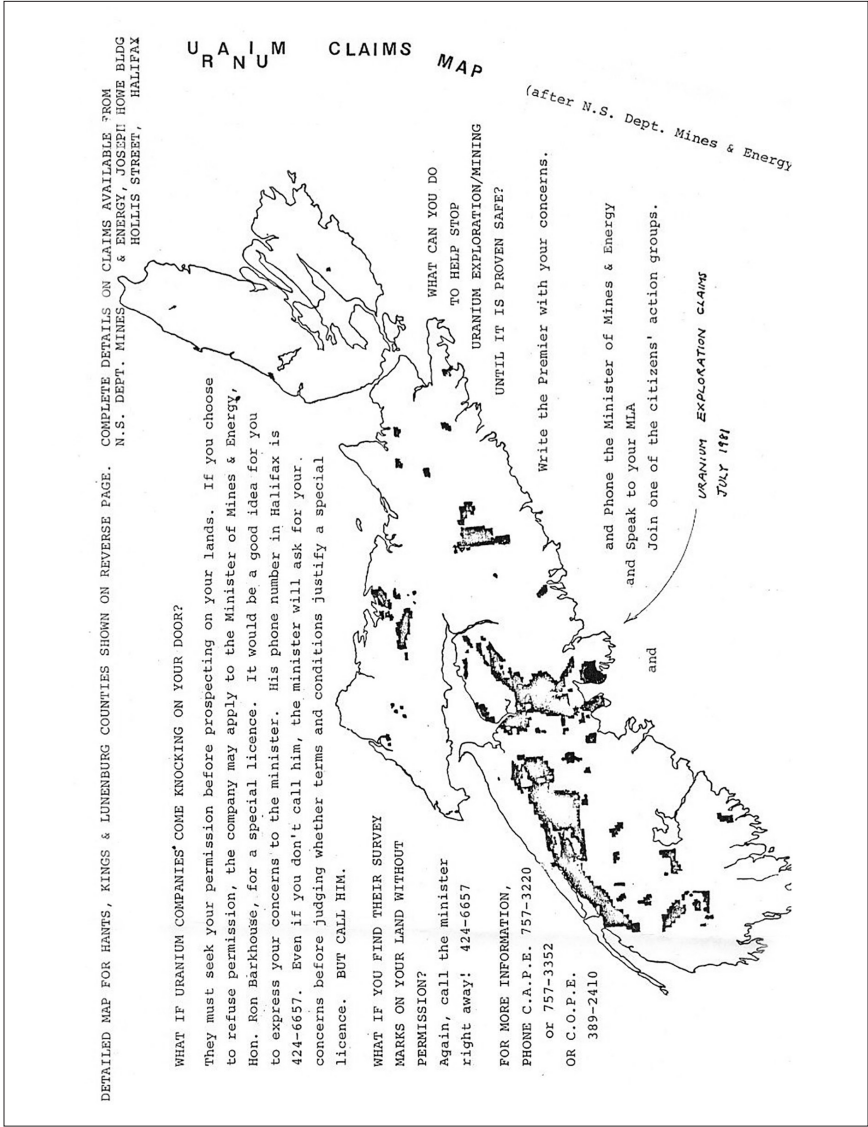 URANIUM CLAIMS MAP
(after N.S. Dept. Mines & Energy
DETAILED MAP FOR HANTS, KINGS & LUNENBURG COUNTIES SHOWN ON REVERSE PAGE.
COMPLETE DETAILS ON CLAIMS AVAILABLE FROM
N.S. DEPT. MINES & ENERGY, JOSEPH HOWE BLDG
HOLLIS STREET, HALIFAX
WHAT IF URANIUM COMPANIES' COME KNOCKING ON YOUR DOOR?
They must seek your permission before prospecting on your lands. If you choose
to refuse permission, the company may apply to the Minister of Mines & Energy,
Hon. Ron Barkhouse, for a special licence. It would be a good idea for you
to express your concerns to the minister. His phone number in Halifax is
424-6657. Even if you don't call him, the minister will ask for your
concerns before judging whether terms and conditions justify a special
licence. BUT CALL HIM.
WHAT IF YOU FIND THEIR SURVEY
MARKS ON YOUR LAND WITHOUT
PERMISSION?
Again, call the minister
right away! 424-6657
FOR MORE INFORMATION,
PHONE C.A.P.E. 757-3220
or 757-3352
OR C.O.P.E.
389-2410
WHAT CAN YOU DO
TO HELP STOP
URANIUM EXPLORATION/MINING
UNTIL IT IS PROVEN SAFE?
Write the Premier with your concerns.
and Phone the Minister of Mines & Energy
and Speak to your MLA
and Join one of the citizens' action groups.
URANIUM EXPLORATION CLAIMS
JULY 1981